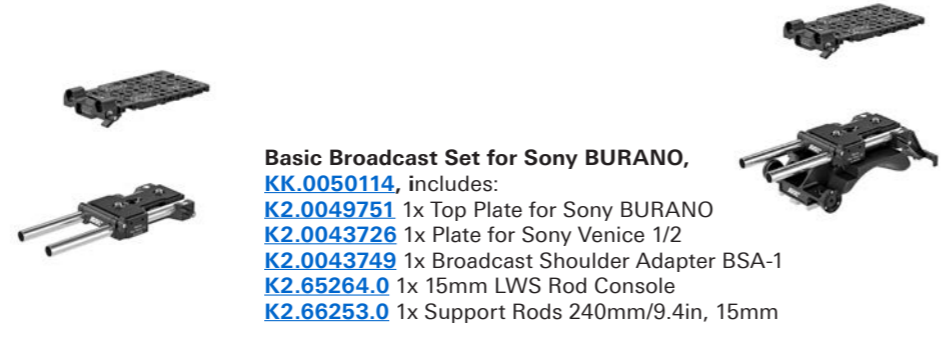 Basic Broadcast Set for Sony BURANO,
KK.0050114, includes:
K2.0049751 1x Top Plate for Sony BURANO
K2.0043726 1x Plate for Sony Venice 1/2
K2.0043749 1x Broadcast Shoulder Adapter BSA-1
K2.65264.0 1x 15mm LWS Rod Console
K2.66253.0 1x Support Rods 240mm/9.4in, 15mm